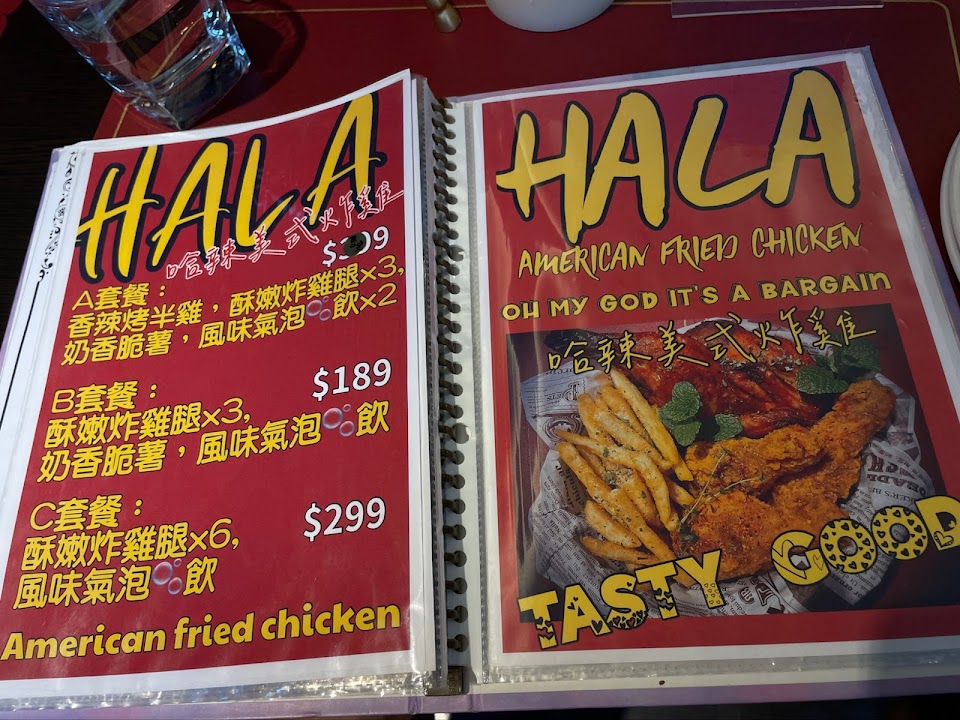 HALA
哈辣美式炸雞
A套餐：
香辣烤半雞，酥嫩炸雞腿x3,
奶香脆薯，風味氣泡飲x2
B套餐：
$189
酥嫩炸雞腿x3,
奶香脆薯，風味氣泡飲
C套餐：
$299
酥嫩炸雞腿x6,
風味氣泡飲
American fried chicken
HALA
AMERICAN FRIED CHICKEN
OH MY GOD IT'S A BARGAIN
哈辣美式炸雞
TASTY GOOD